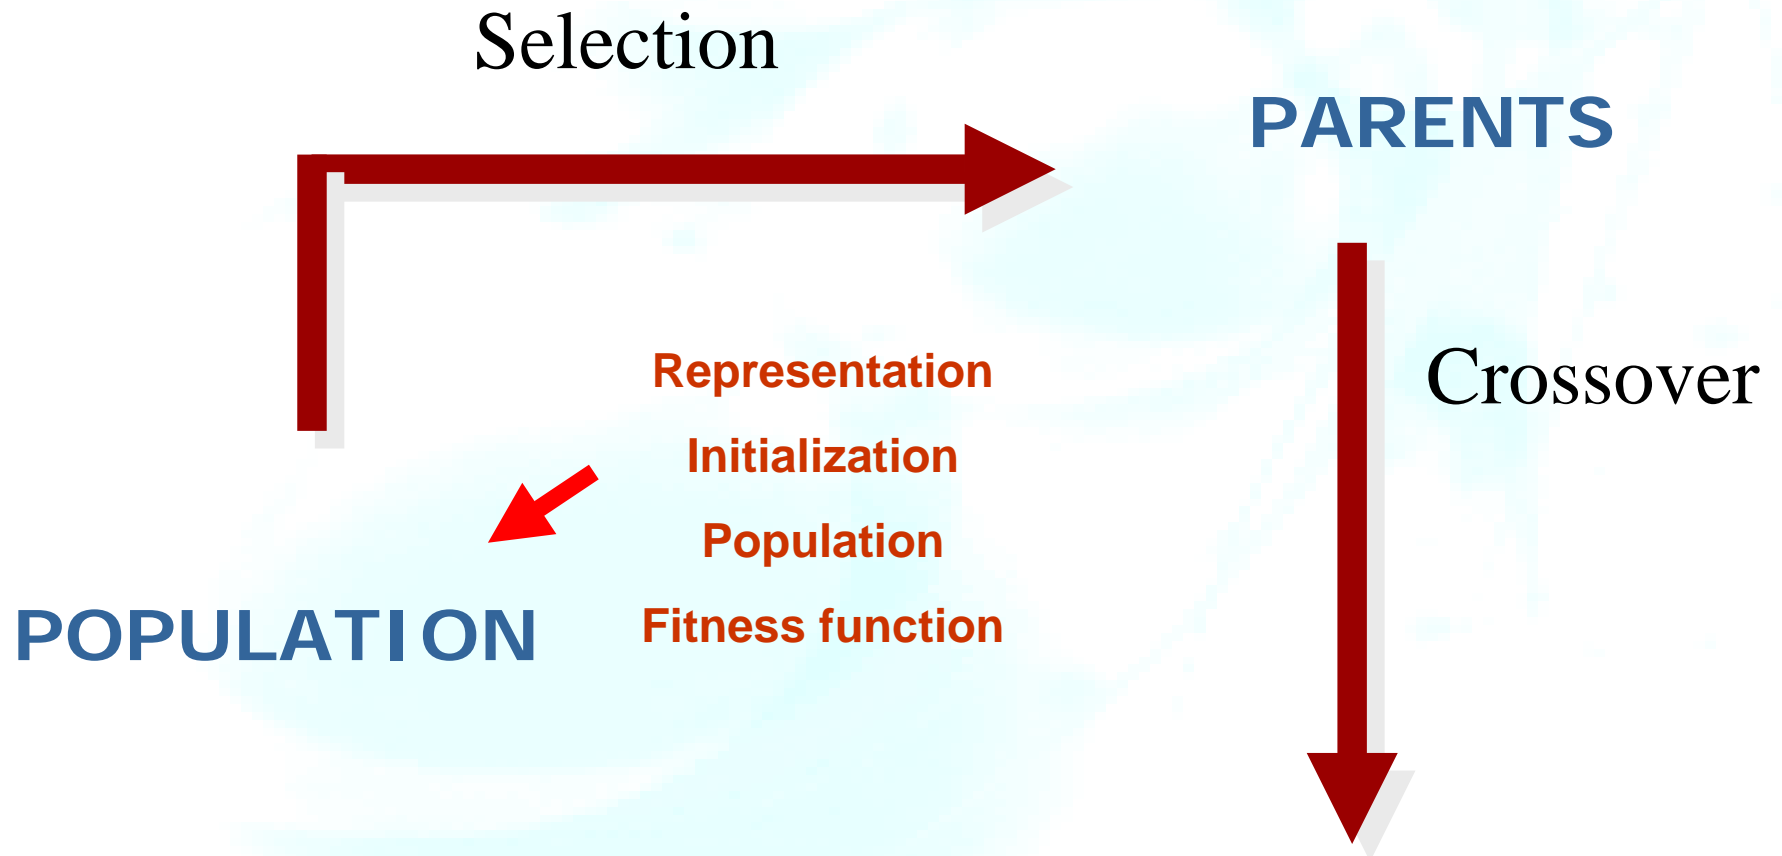 Selection
PARENTS
Representation
Crossover
Initialization
Population
POPULATION
Fitness function